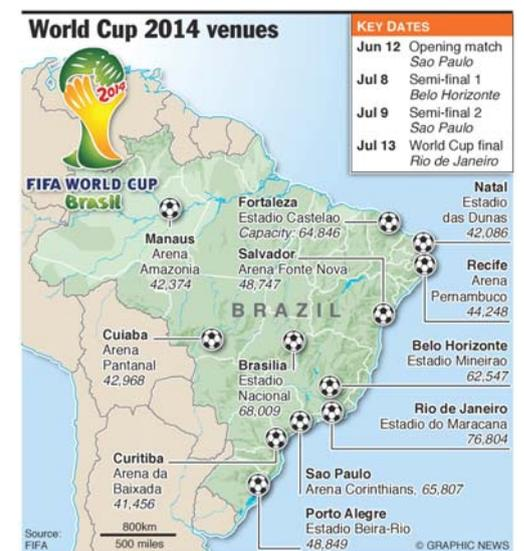 World Cup 2014 venues
KEY DATES
Jun 12 Opening match
Sao Paulo
Jul 8 Semi-final 1
Belo Horizonte
Jul 9 Semi-final 2
Sao Paulo
Jul 13 World Cup final
Rio de Janeiro
2014
FIFA WORLD CUP
Brasil
Manaus
Arena
Amazonia
42,374
Fortaleza
Estadio Castelao
Capacity: 64,846
Salvador
Arena Fonte Nova
48,747
Natal
Estadio
das Dunas
42,086
Recife
Arena
Pernambuco
44,248
BRAZIL
Cuiaba
Arena
Pantanal
42,968
Brasilia
Estadio
Nacional
68,009
Belo Horizonte
Estadio Mineirao
62,547
Rio de Janeiro
Estadio do Maracana
76,804
Curitiba
Arena da
Baixada
41,456
Sao Paulo
Arena Corinthians, 65,807
Porto Alegre
Estadio Beira-Rio
48,849
800km
500 miles
Source:
FIFA
© GRAPHIC NEWS